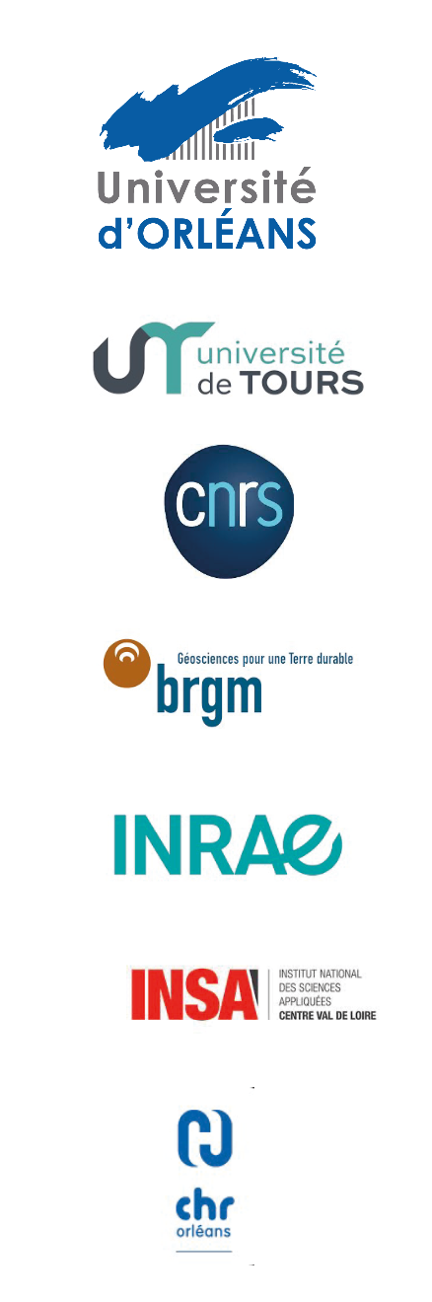 Université
d'ORLÉANS
université
de TOURS
cnrs
Géosciences pour une Terre durable
brgm
INRAE
INSA
INSTITUT NATIONAL
DES SCIENCES
APPLIQUÉES
CENTRE VAL DE LOIRE
chr
orléans